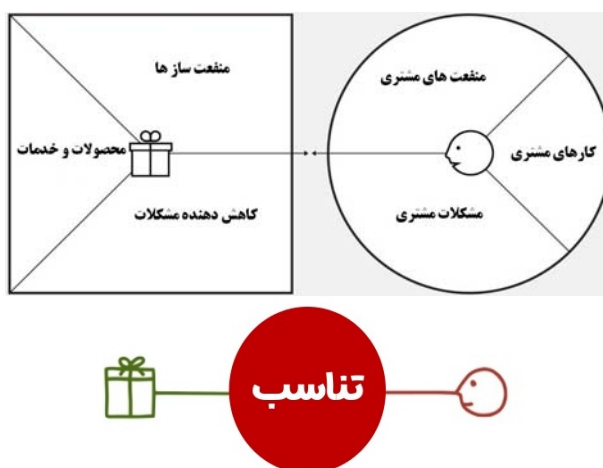 منفعت ساز ها
محصولات و خدمات
کاهش دهنده مشکلات
منفعت های مشتری
کارهای مشتری
مشکلات مشتری
تناسب